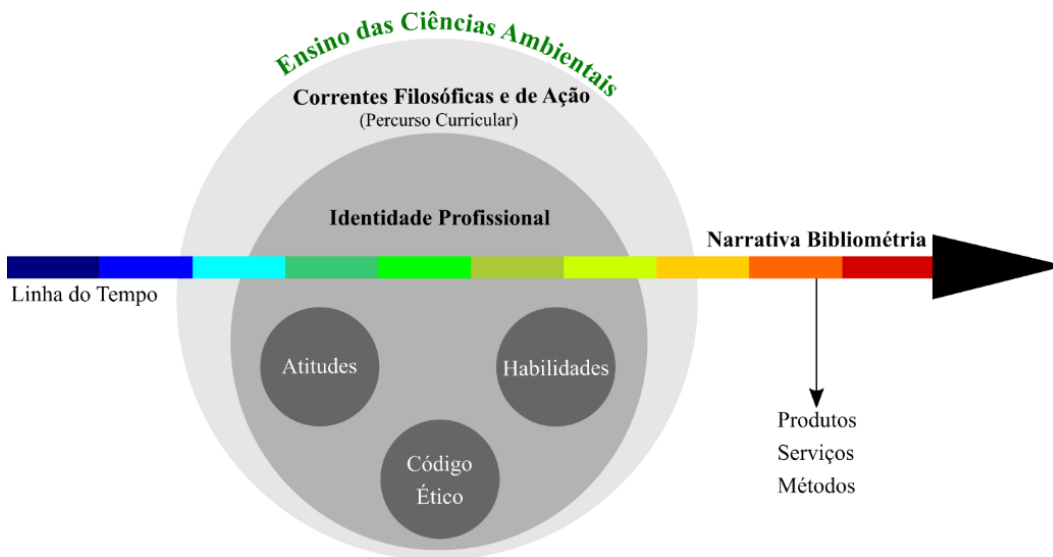 Ensino das Ciências Ambientais
Correntes Filosóficas e de Ação
(Percurso Curricular)
Identidade Profissional
Narrativa Bibliométria
Linha do Tempo
Atitudes
Habilidades
Código
Ético
Produtos
Serviços
Métodos